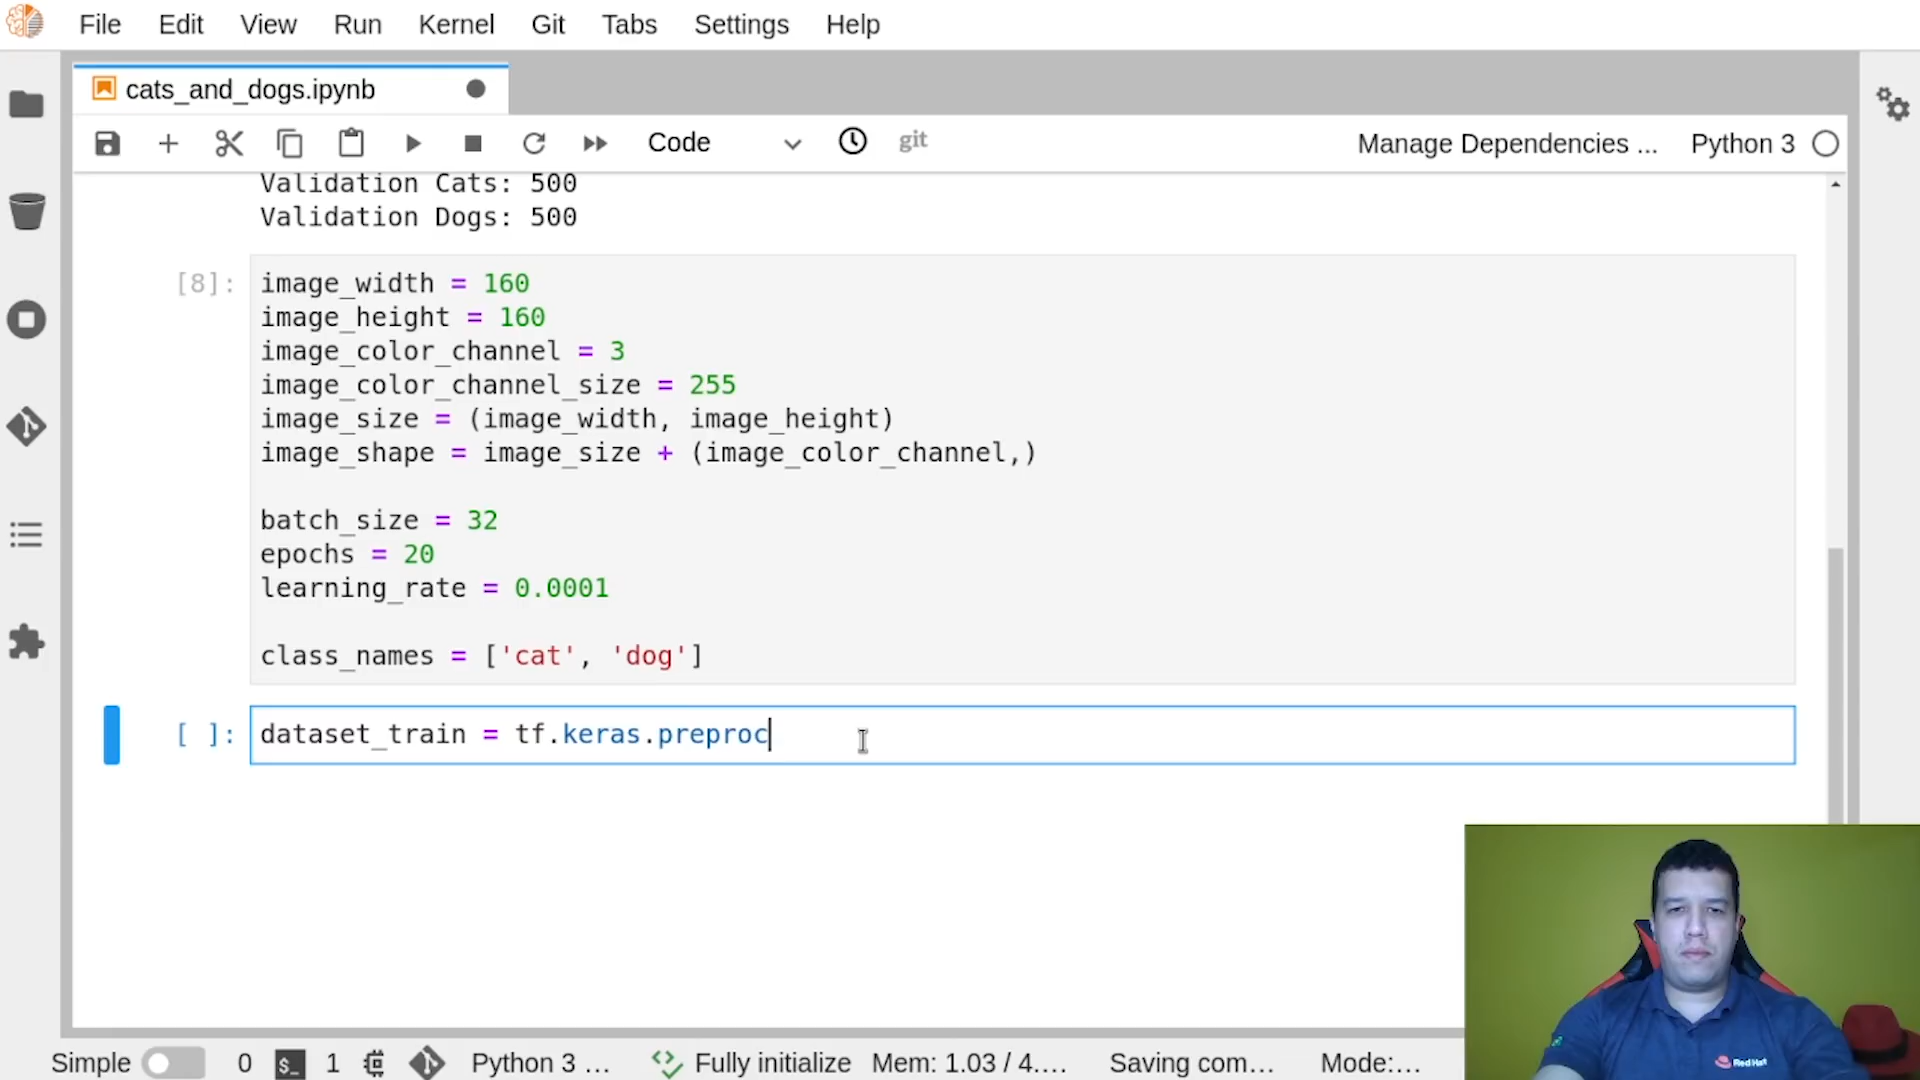 File Edit View Run Kernel Git Tabs Settings Help
cats_and_dogs.ipynb
Code git Manage Dependencies ... Python 3
Validation Cats: 500
Validation Dogs: 500
[8]: image_width = 160
image_height = 160
image_color_channel = 3
image_color_channel_size = 255
image_size = (image_width, image_height)
image_shape = image_size + (image_color_channel,)
batch_size = 32
epochs = 20
learning_rate = 0.0001
class_names = ['cat', 'dog']
[ ]: dataset_train = tf.keras.preproc
Red Hat
Simple 0 $_ 1 Python 3 ... Fully initialize Mem: 1.03 / 4.... Saving com... Mode:...